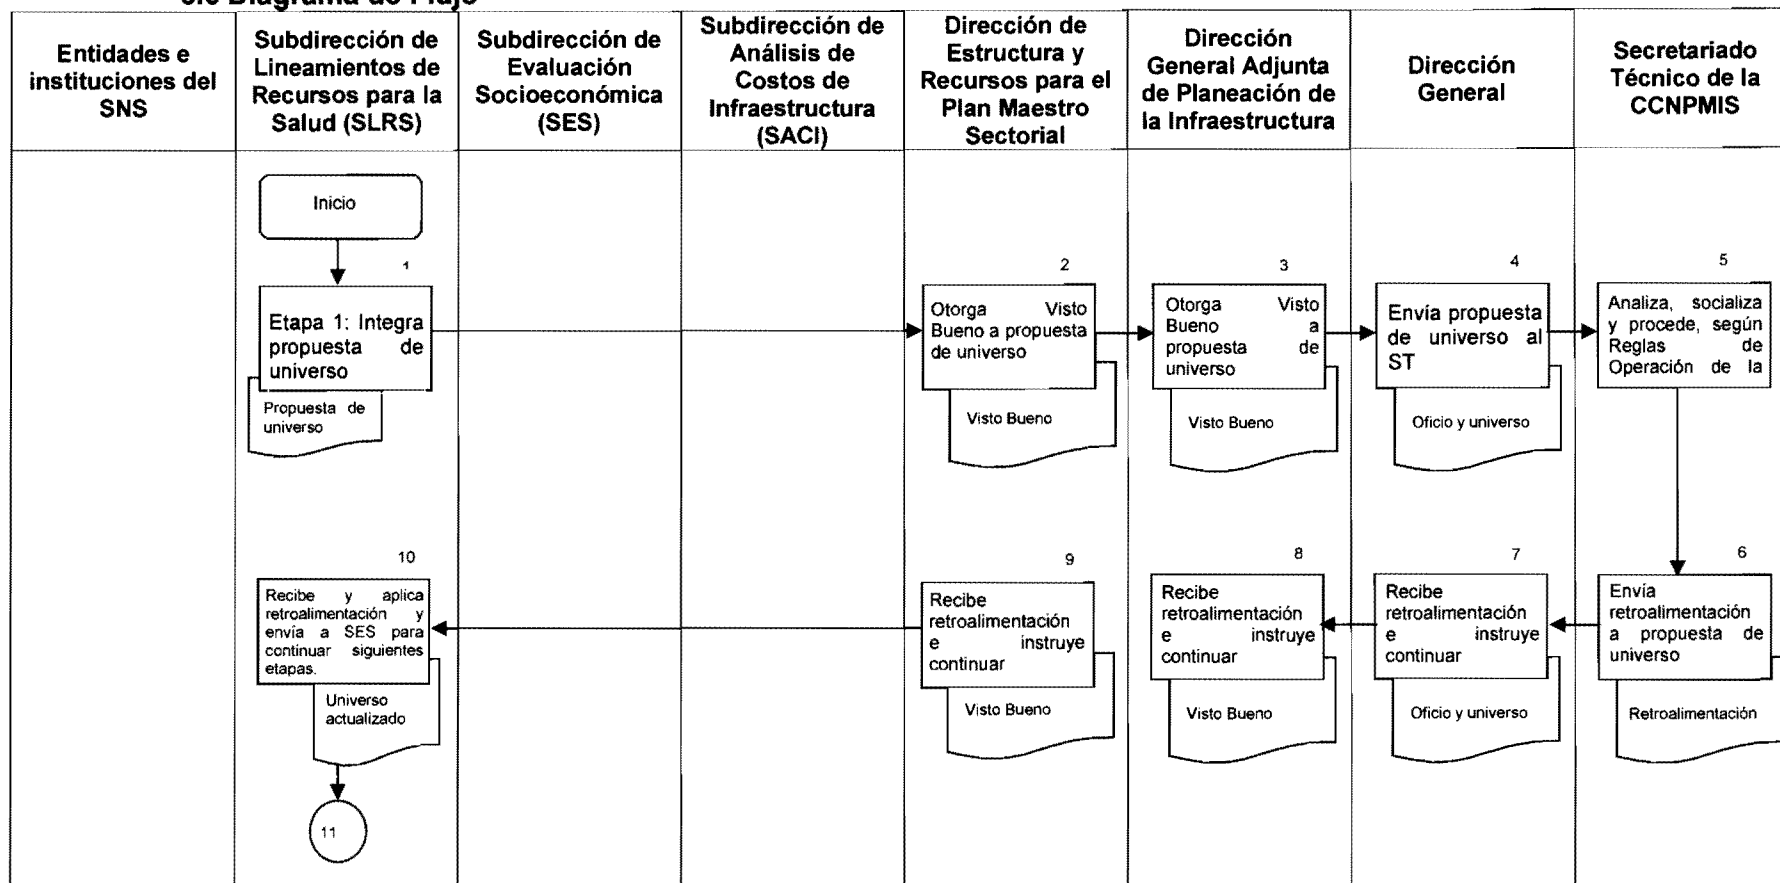 Diagrama de Flujo
Entidades e
instituciones del
SNS
Subdirección de
Lineamientos de
Recursos para la
Salud (SLRS)
Subdirección de
Evaluación
Socioeconómica
(SES)
Subdirección de
Análisis de
Costos de
Infraestructura
(SACI)
Dirección de
Estructura y
Recursos para el
Plan Maestro
Sectorial
Dirección
General Adjunta
de Planeación de
la Infraestructura
Dirección
General
Secretariado
Técnico de la
CCNPMIS
Inicio
1
Etapa 1: Integra
propuesta de
universo
Propuesta de
universo
2
Otorga Visto
Bueno a propuesta
de universo
Visto Bueno
3
Otorga Visto
Bueno a
propuesta de
universo
Visto Bueno
4
Envía propuesta
de universo al
ST
Oficio y universo
5
Analiza, socializa
y procede, según
Reglas de
Operación de la
6
Envía
retroalimentación
a propuesta de
universo
Retroalimentación
7
Recibe
retroalimentación
e instruye
continuar
Oficio y universo
8
Recibe
retroalimentación
e instruye
continuar
Visto Bueno
9
Recibe
retroalimentación
e instruye
continuar
Visto Bueno
10
Recibe y aplica
retroalimentación y
envía a SES para
continuar siguientes
etapas.
Universo
actualizado
11